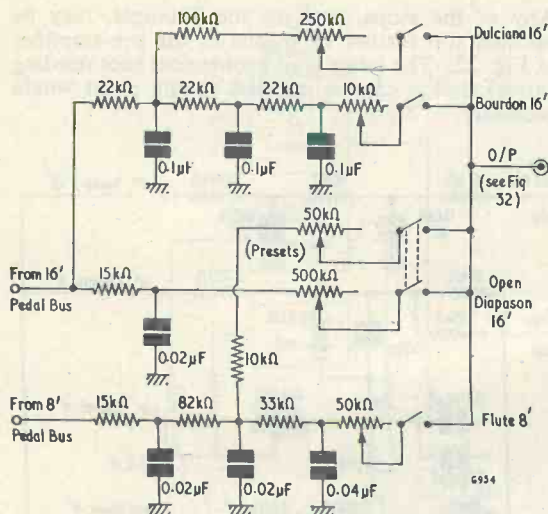 100kΩ 250kΩ Dulciana 16'
22kΩ 22kΩ 22kΩ 10kΩ Bourdon 16'
0·1μF 0·1μF 0·1μF
O/P
(see Fig
32)
50kΩ
(Presets)
From 16'
Pedal Bus
15kΩ 500kΩ Open
Diapason
16'
0·02μF
10kΩ
From 8'
Pedal Bus
15kΩ 82kΩ 33kΩ 50kΩ Flute 8'
0·02μF 0·02μF 0·04μF
G954